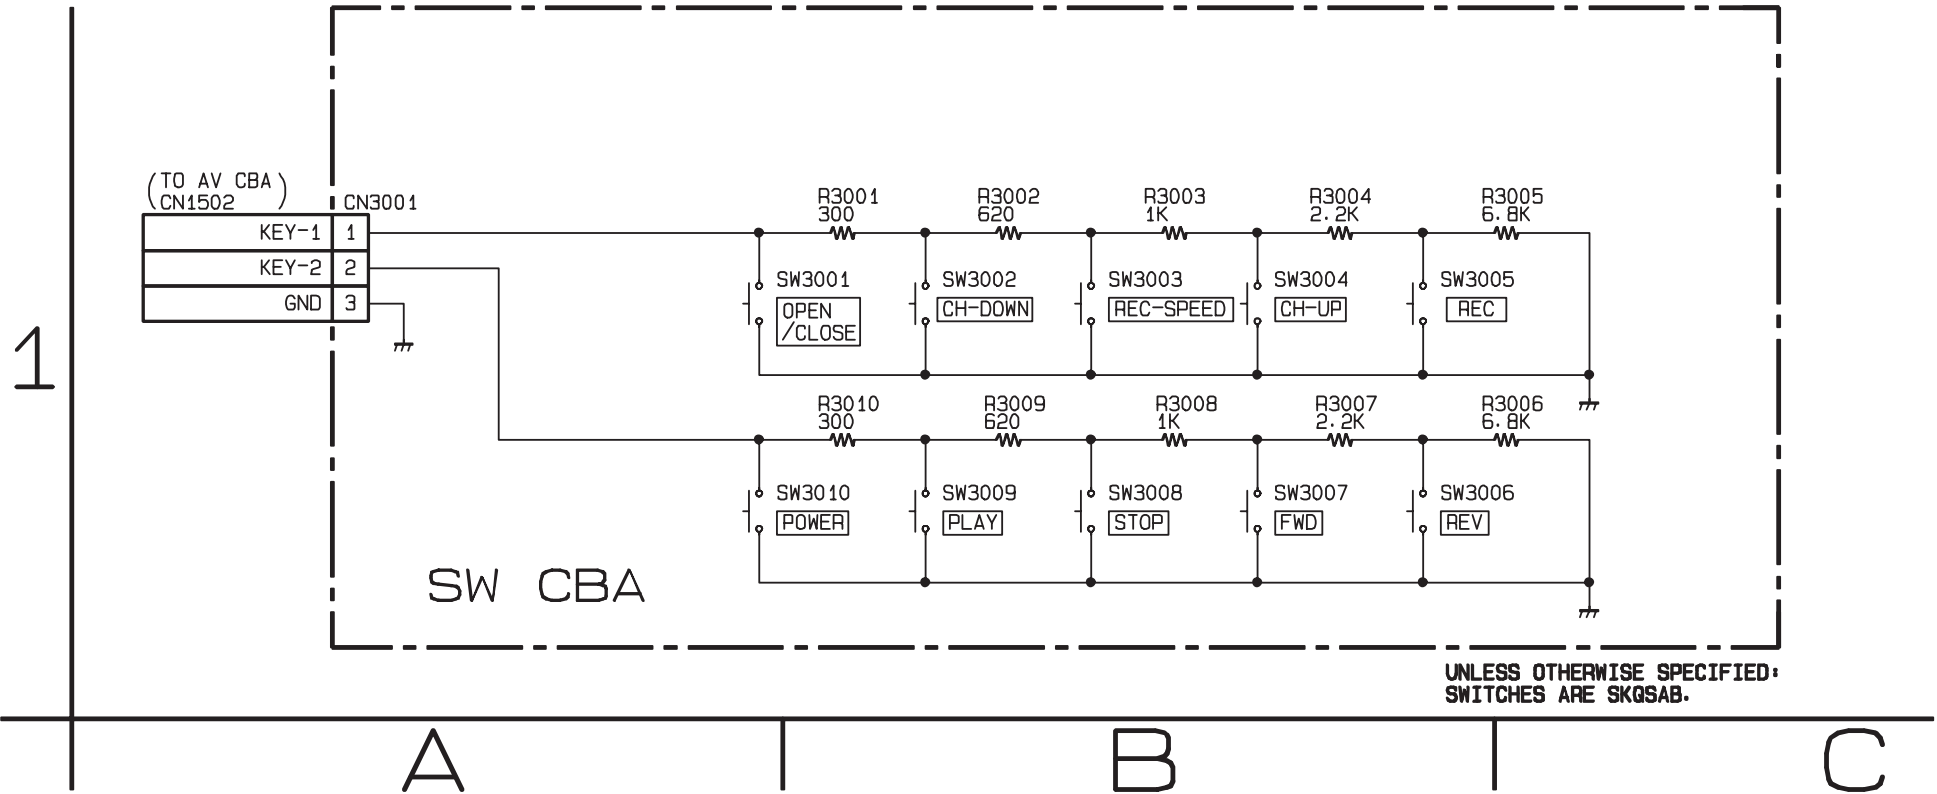 (TO AV CBA)
(CN1502)
CN3001
R3001
300
R3002
620
R3003
1K
R3004
2.2K
R3005
6.8K
KEY-1 1
KEY-2 2
GND 3
SW3001
OPEN
/CLOSE
SW3002
CH-DOWN
SW3003
REC-SPEED
SW3004
CH-UP
SW3005
REC
1
R3010
300
R3009
620
R3008
1K
R3007
2.2K
R3006
6.8K
SW3010
POWER
SW3009
PLAY
SW3008
STOP
SW3007
FWD
SW3006
REV
SW CBA
UNLESS OTHERWISE SPECIFIED:
SWITCHES ARE SKQSAB.
A B C